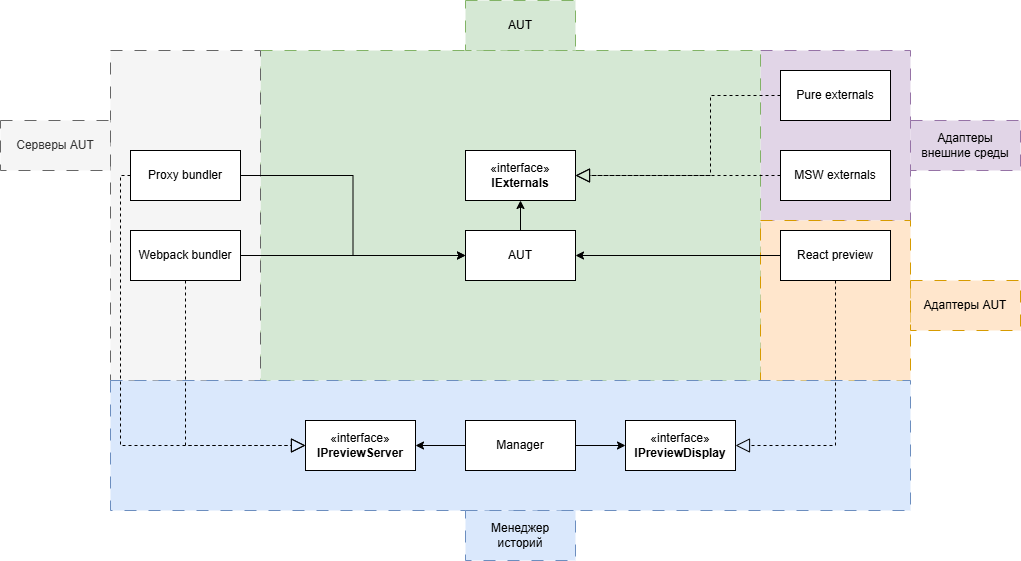 AUT
Pure externals
Серверы AUT
Адаптеры
внешние среды
Proxy bundler
«interface»
IExternals
MSW externals
Webpack bundler
AUT
React preview
Адаптеры AUT
«interface»
IPreviewServer
Manager
«interface»
IPreviewDisplay
Менеджер
историй